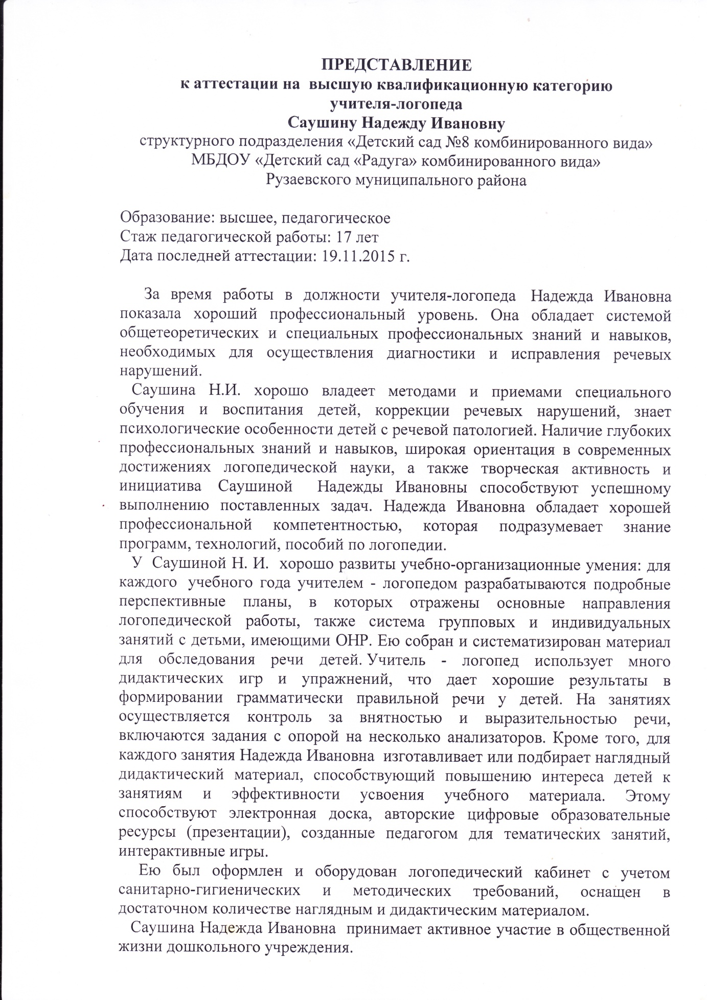 ПРЕДСТАВЛЕНИЕ
к аттестации на высшую квалификационную категорию
учителя-логопеда
Саушину Надежду Ивановну
структурного подразделения «Детский сад №8 комбинированного вида»
МБДОУ «Детский сад «Радуга» комбинированного вида»
Рузаевского муниципального района
Образование: высшее, педагогическое
Стаж педагогической работы: 17 лет
Дата последней аттестации: 19.11.2015 г.
За время работы в должности учителя-логопеда Надежда Ивановна
показала хороший профессиональный уровень. Она обладает системой
общетеоретических и специальных профессиональных знаний и навыков,
необходимых для осуществления диагностики и исправления речевых
нарушений.
Саушина Н.И. хорошо владеет методами и приемами специального
обучения и воспитания детей, коррекции речевых нарушений, знает
психологические особенности детей с речевой патологией. Наличие глубоких
профессиональных знаний и навыков, широкая ориентация в современных
достижениях логопедической науки, а также творческая активность и
инициатива Саушиной Надежды Ивановны способствуют успешному
выполнению поставленных задач. Надежда Ивановна обладает хорошей
профессиональной компетентностью, которая подразумевает знание
программ, технологий, пособий по логопедии.
У Саушиной Н. И. хорошо развиты учебно-организационные умения: для
каждого учебного года учителем - логопедом разрабатываются подробные
перспективные планы, в которых отражены основные направления
логопедической работы, также система групповых и индивидуальных
занятий с детьми, имеющими ОНР. Ею собран и систематизирован материал
для обследования речи детей. Учитель - логопед использует много
дидактических игр и упражнений, что дает хорошие результаты в
формировании грамматически правильной речи у детей. На занятиях
осуществляется контроль за внятностью и выразительностью речи,
включаются задания с опорой на несколько анализаторов. Кроме того, для
каждого занятия Надежда Ивановна изготавливает или подбирает наглядный
дидактический материал, способствующий повышению интереса детей к
занятиям и эффективности усвоения учебного материала. Этому
способствуют электронная доска, авторские цифровые образовательные
ресурсы (презентации), созданные педагогом для тематических занятий,
интерактивные игры.
Ею был оформлен и оборудован логопедический кабинет с учетом
санитарно-гигиенических и методических требований, оснащен в
достаточном количестве наглядным и дидактическим материалом.
Саушина Надежда Ивановна принимает активное участие в общественной
жизни дошкольного учреждения.